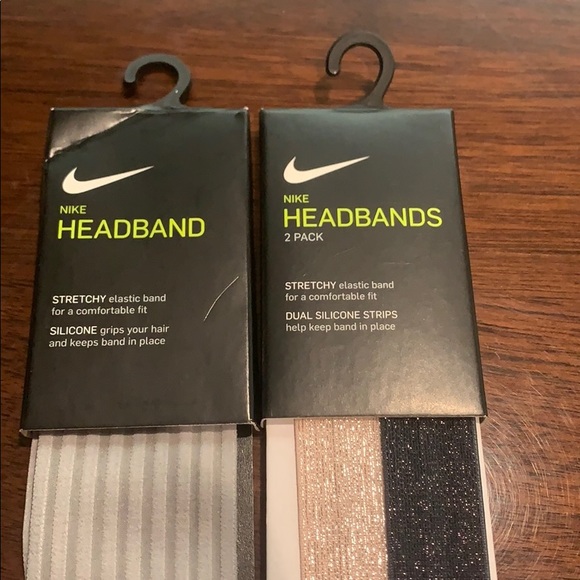 NIKE
HEADBAND
STRETCHY elastic band
for a comfortable fit
SILICONE grips your hair
and keeps band in place
NIKE
HEADBANDS
2 PACK
STRETCHY elastic band
for a comfortable fit
DUAL SILICONE STRIPS
help keep band in place